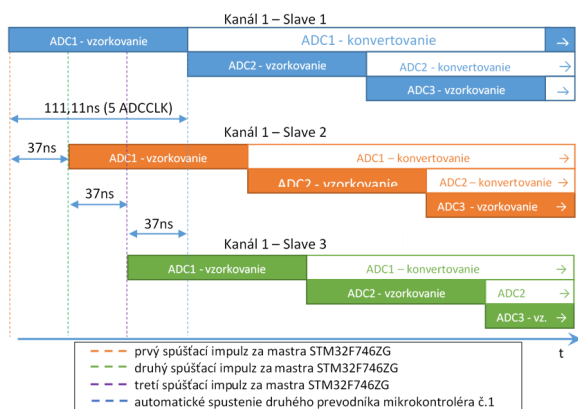 Kanál 1 – Slave 1
ADC1 - vzorkovanie
ADC1 - konvertovanie
ADC2 - vzorkovanie
ADC2 - konvertovanie
ADC3 - vzorkovanie
111,11ns (5 ADCCLK)
Kanál 1 – Slave 2
37ns
ADC1 - vzorkovanie
ADC1 – konvertovanie
ADC2 - vzorkovanie
ADC2 – konvertovanie
37ns
ADC3 - vzorkovanie
37ns
Kanál 1 – Slave 3
ADC1 - vzorkovanie
ADC1 – konvertovanie
ADC2 - vzorkovanie
ADC2
ADC3 - vz.
t
prvý spúšťací impulz za mastra STM32F746ZG
druhý spúšťací impulz za mastra STM32F746ZG
tretí spúšťací impulz za mastra STM32F746ZG
automatické spustenie druhého prevodníka mikrokontroléra č.1